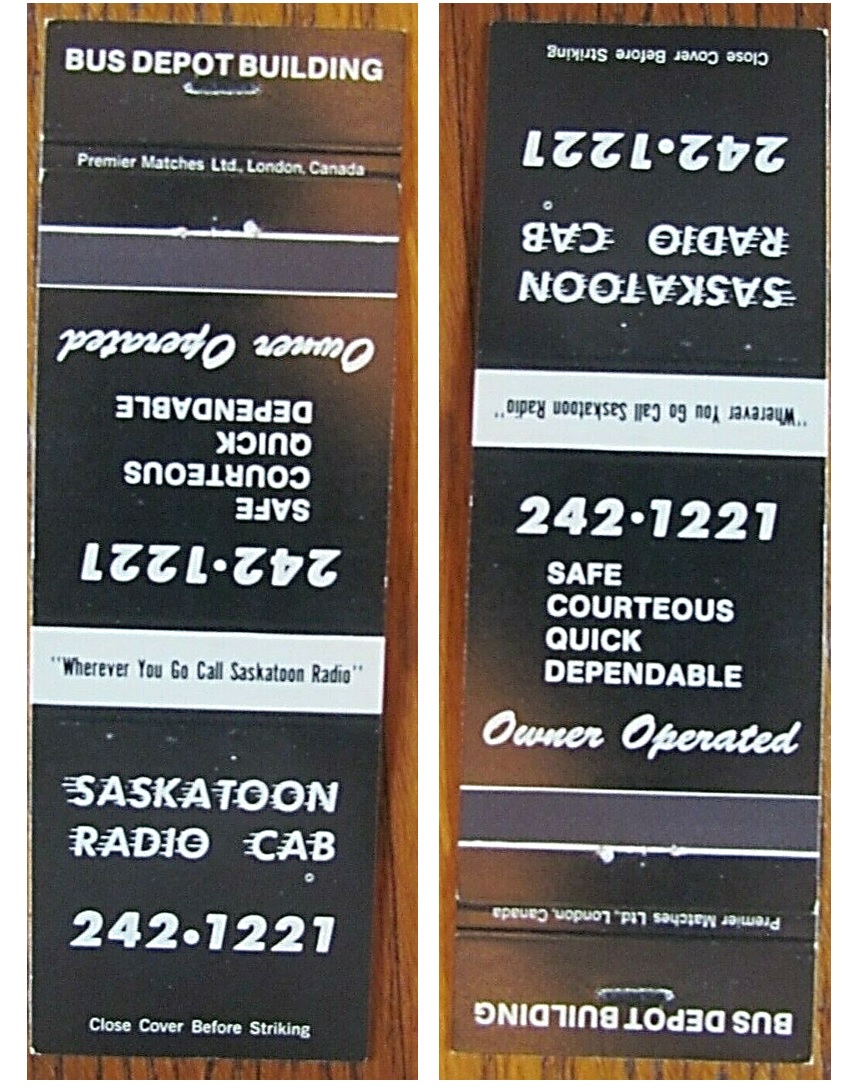 BUS DEPOT BUILDING
Premier Matches Ltd., London, Canada
Owner Operated
DEPENDABLE
QUICK
COURTEOUS
SAFE
242•1221
"Wherever You Go Call Saskatoon Radio"
SASKATOON
RADIO CAB
242•1221
Close Cover Before Striking
Close Cover Before Striking
242•1221
RADIO CAB
SASKATOON
"Wherever You Go Call Saskatoon Radio"
242•1221
SAFE
COURTEOUS
QUICK
DEPENDABLE
Owner Operated
Premier Matches Ltd., London, Canada
BUS DEPOT BUILDING